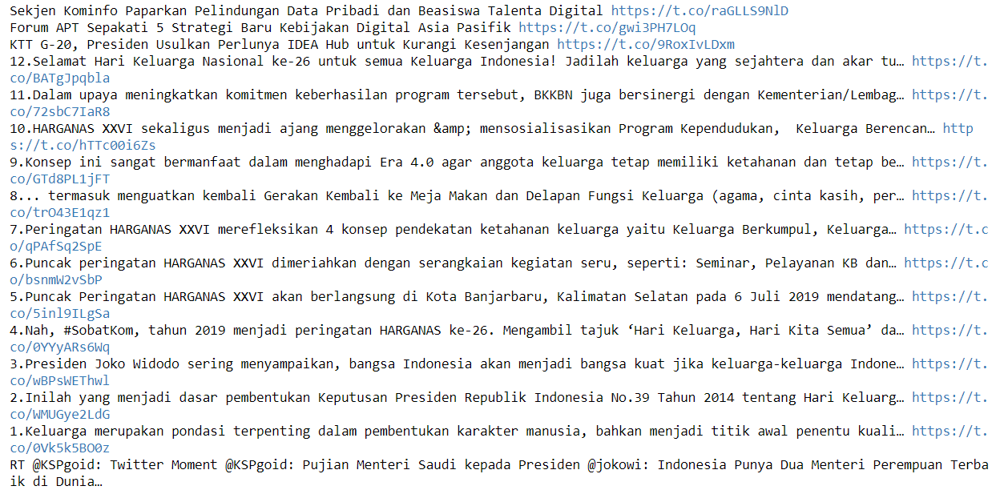 Sekjen Kominfo Paparkan Pelindungan Data Pribadi dan Beasiswa Talenta Digital https://t.co/raGLLS9NlD
Forum APT Sepakati 5 Strategi Baru Kebijakan Digital Asia Pasifik https://t.co/gwi3PH7LOq
KTT G-20, Presiden Usulkan Perlunya IDEA Hub untuk Kurangi Kesenjangan https://t.co/9RoxIvLDxm
12.Selamat Hari Keluarga Nasional ke-26 untuk semua Keluarga Indonesia! Jadilah keluarga yang sejahtera dan akar tu… https://t.
co/BATgJpqbla
11.Dalam upaya meningkatkan komitmen keberhasilan program tersebut, BKKBN juga bersinergi dengan Kementerian/Lembag… https://t.
co/72sbC7IaR8
10.HARGANAS XXVI sekaligus menjadi ajang menggelorakan &amp; mensosialisasikan Program Kependudukan,  Keluarga Berencan… http
s://t.co/hTTc00i6Zs
9.Konsep ini sangat bermanfaat dalam menghadapi Era 4.0 agar anggota keluarga tetap memiliki ketahanan dan tetap be… https://t.
co/GTd8PL1jFT
8... termasuk menguatkan kembali Gerakan Kembali ke Meja Makan dan Delapan Fungsi Keluarga (agama, cinta kasih, per… https://t.
co/trO43E1qz1
7.Peringatan HARGANAS XXVI merefleksikan 4 konsep pendekatan ketahanan keluarga yaitu Keluarga Berkumpul, Keluarga… https://t.c
o/qPAfSq2SpE
6.Puncak peringatan HARGANAS XXVI dimeriahkan dengan serangkaian kegiatan seru, seperti: Seminar, Pelayanan KB dan… https://t.c
o/bsnmW2vSbP
5.Puncak Peringatan HARGANAS XXVI akan berlangsung di Kota Banjarbaru, Kalimatan Selatan pada 6 Juli 2019 mendatang… https://t.
co/5inl9ILgSa
4.Nah, #SobatKom, tahun 2019 menjadi peringatan HARGANAS ke-26. Mengambil tajuk ‘Hari Keluarga, Hari Kita Semua’ da… https://t.
co/0YYyARs6Wq
3.Presiden Joko Widodo sering menyampaikan, bangsa Indonesia akan menjadi bangsa kuat jika keluarga-keluarga Indone… https://t.
co/wBPsWEThwl
2.Inilah yang menjadi dasar pembentukan Keputusan Presiden Republik Indonesia No.39 Tahun 2014 tentang Hari Keluarg… https://t.
co/WMUGye2LdG
1.Keluarga merupakan pondasi terpenting dalam pembentukan karakter manusia, bahkan menjadi titik awal penentu kuali… https://t.
co/0Vk5k5BO0z
RT @KSPgoid: Twitter Moment @KSPgoid: Pujian Menteri Saudi kepada Presiden @jokowi: Indonesia Punya Dua Menteri Perempuan Terba
ik di Dunia…